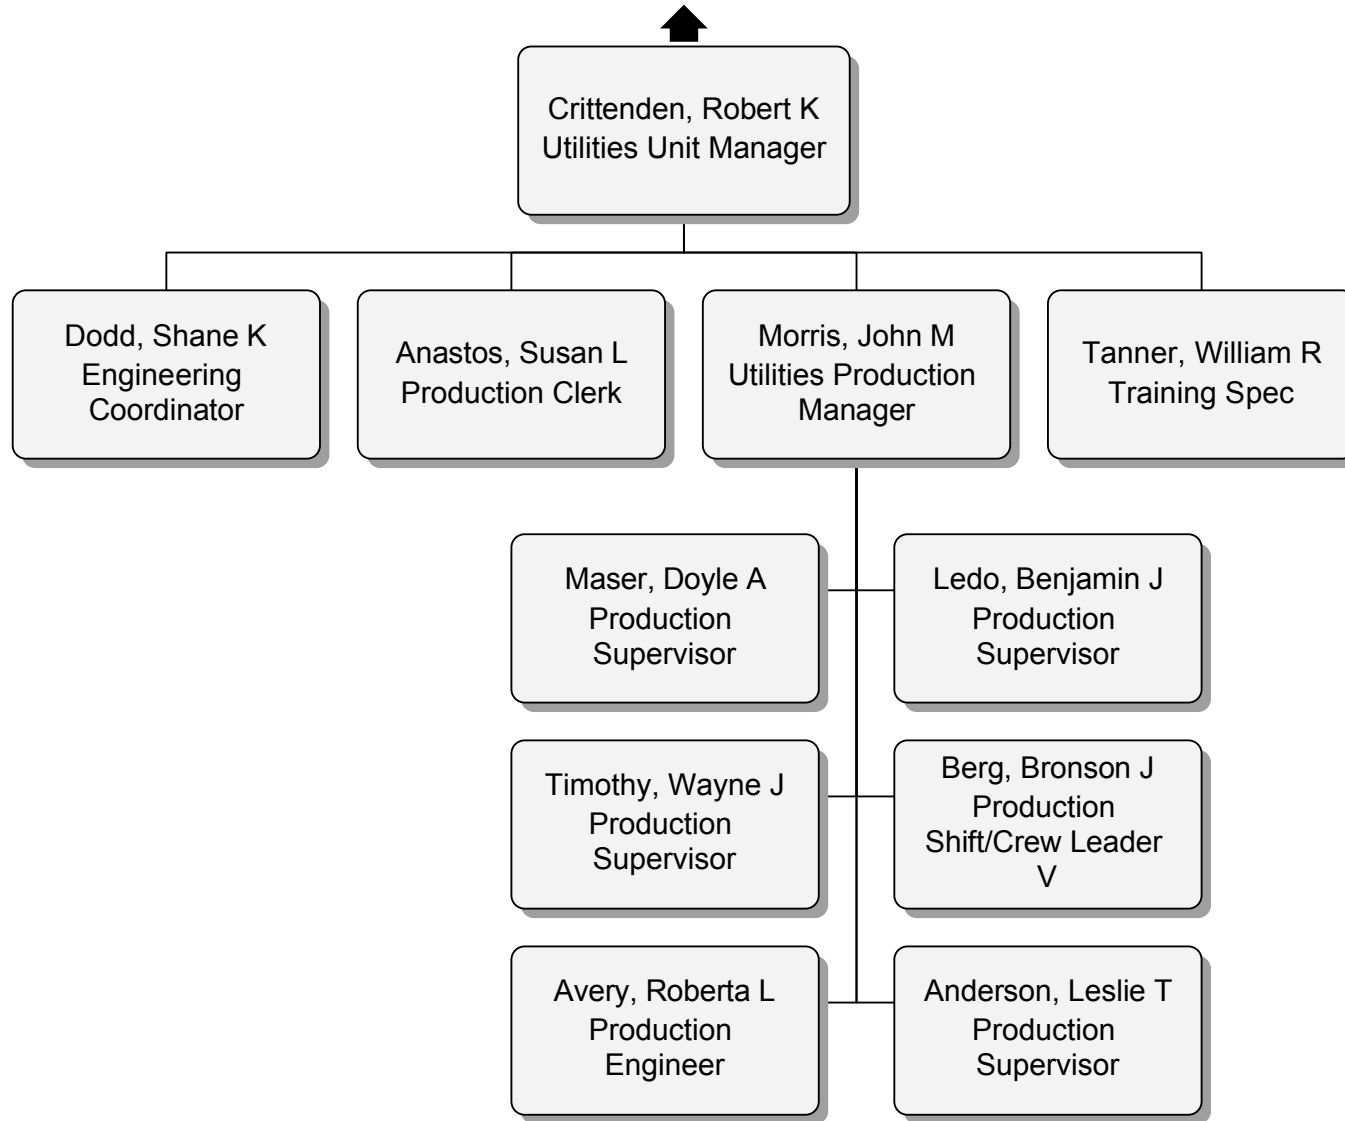 Crittenden, Robert K
Utilities Unit Manager
Dodd, Shane K
Engineering
Coordinator
Anastos, Susan L
Production Clerk
Morris, John M
Utilities Production
Manager
Tanner, William R
Training Spec
Maser, Doyle A
Production
Supervisor
Ledo, Benjamin J
Production
Supervisor
Timothy, Wayne J
Production
Supervisor
Berg, Bronson J
Production
Shift/Crew Leader
V
Avery, Roberta L
Production
Engineer
Anderson, Leslie T
Production
Supervisor